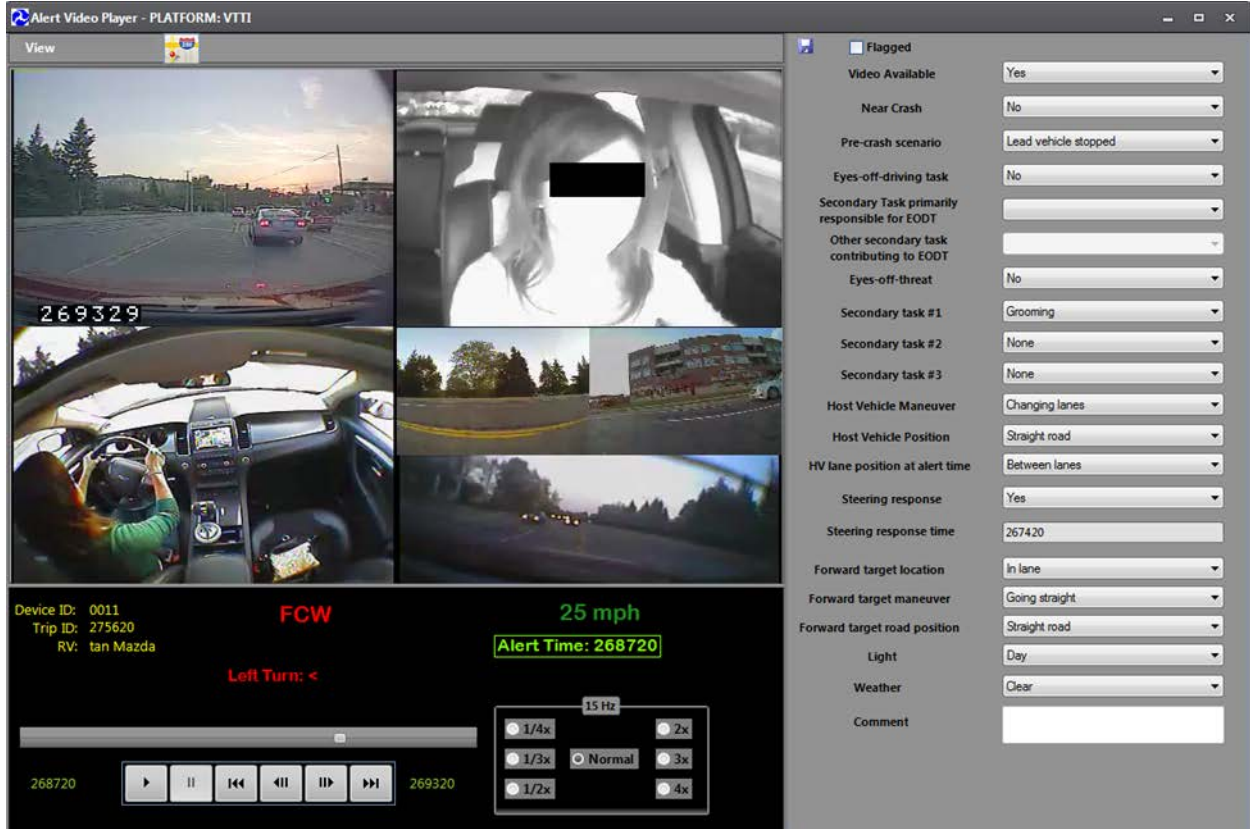 Alert Video Player - PLATFORM: VTTI
View
269329
Device ID: 0011
Trip ID: 275620
RV: tan Mazda
FCW
Left Turn: <
25 mph
Alert Time: 268720
15 Hz
1/4x
2x
1/3x
Normal
3x
1/2x
4x
268720
269320
Flagged
Video Available Yes
Near Crash No
Pre-crash scenario Lead vehicle stopped
Eyes-off-driving task No
Secondary Task primarily
responsible for EODT
Other secondary task
contributing to EODT
Eyes-off-threat No
Secondary task #1 Grooming
Secondary task #2 None
Secondary task #3 None
Host Vehicle Maneuver Changing lanes
Host Vehicle Position Straight road
HV lane position at alert time Between lanes
Steering response Yes
Steering response time 267420
Forward target location In lane
Forward target maneuver Going straight
Forward target road position Straight road
Light Day
Weather Clear
Comment